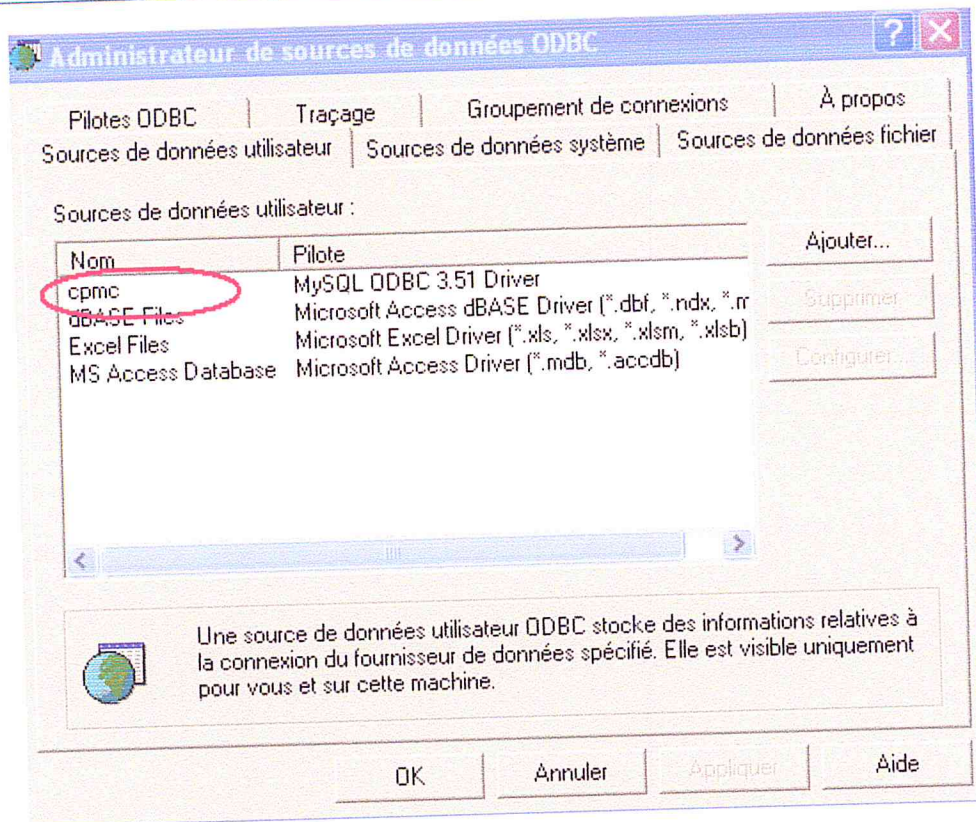 Administrateur de sources de données ODBC
Pilotes ODBC Traçage Groupement de connexions À propos
Sources de données utilisateur Sources de données système Sources de données fichier
Sources de données utilisateur :
Nom Pilote
cpmc MySQL ODBC 3.51 Driver
dBASE Files Microsoft Access dBASE Driver (*.dbf, *.ndx, *.m
Excel Files Microsoft Excel Driver (*.xls, *.xlsx, *.xlsm, *.xlsb)
MS Access Database Microsoft Access Driver (*.mdb, *.accdb)
Ajouter...
Supprimer
Configurer...
Une source de données utilisateur ODBC stocke des informations relatives à
la connexion du fournisseur de données spécifié. Elle est visible uniquement
pour vous et sur cette machine.
OK Annuler Appliquer Aide